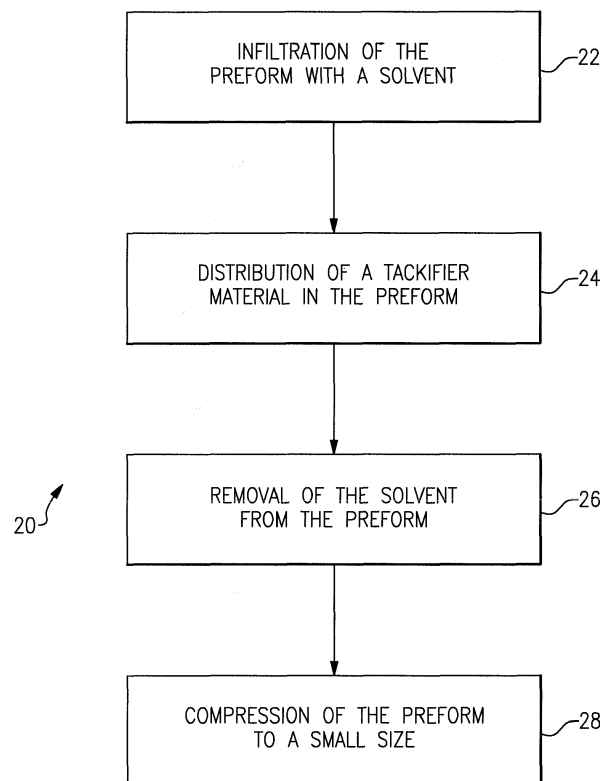 INFILTRATION OF THE
PREFORM WITH A SOLVENT
22
DISTRIBUTION OF A TACKIFIER
MATERIAL IN THE PREFORM
24
REMOVAL OF THE SOLVENT
FROM THE PREFORM
26
20
COMPRESSION OF THE PREFORM
TO A SMALL SIZE
28